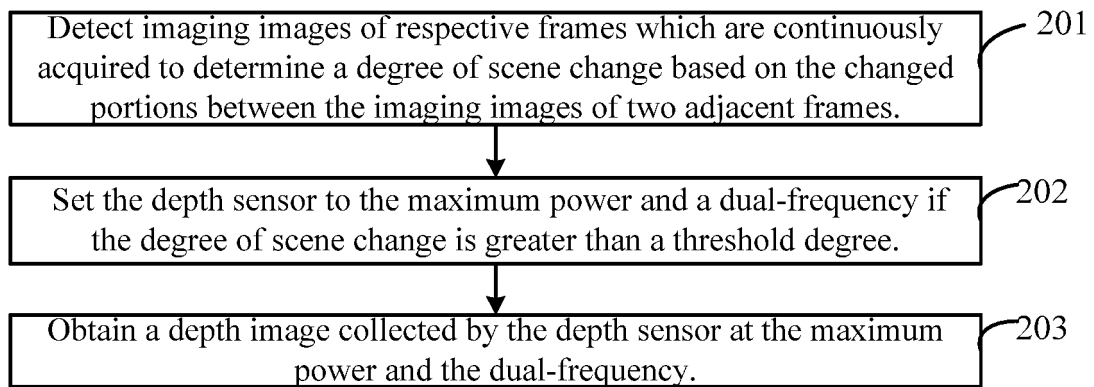 Detect imaging images of respective frames which are continuously
acquired to determine a degree of scene change based on the changed
portions between the imaging images of two adjacent frames.
201
Set the depth sensor to the maximum power and a dual-frequency if
the degree of scene change is greater than a threshold degree.
202
Obtain a depth image collected by the depth sensor at the maximum
power and the dual-frequency.
203